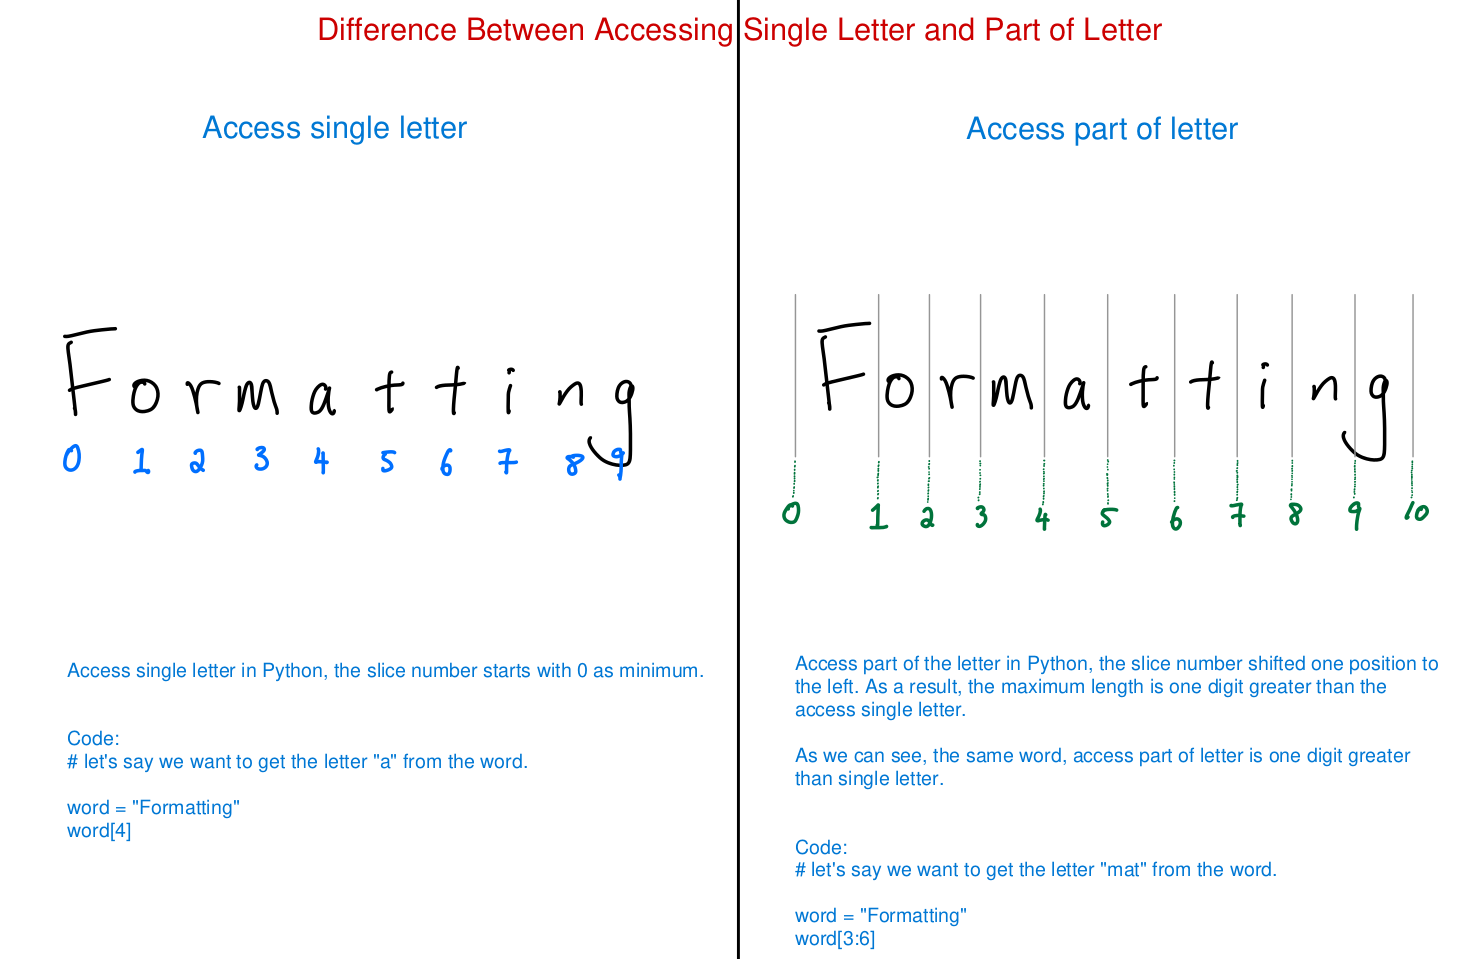 Difference Between Accessing Single Letter and Part of Letter
Access single letter
Formatting
0 1 2 3 4 5 6 7 8 9
Access single letter in Python, the slice number starts with 0 as minimum.
Code:
# let's say we want to get the letter "a" from the word.
word = "Formatting"
word[4]
Access part of letter
Formatting
0 1 2 3 4 5 6 7 8 9 10
Access part of the letter in Python, the slice number shifted one position to
the left. As a result, the maximum length is one digit greater than the
access single letter.
As we can see, the same word, access part of letter is one digit greater
than single letter.
Code:
# let's say we want to get the letter "mat" from the word.
word = "Formatting"
word[3:6]